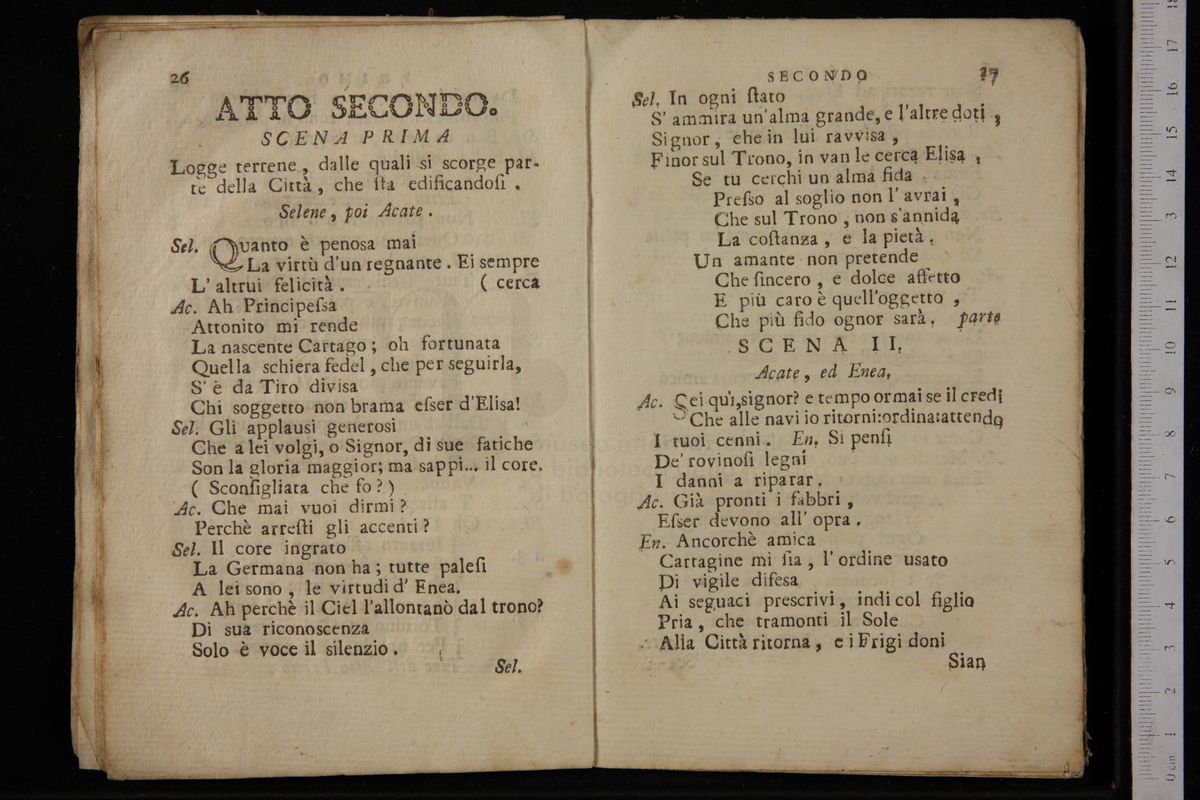 26
ATTO SECONDO.
SCENA PRIMA
Logge terrene, dalle quali si scorge par-
te della Città, che ſta edificandoſi.
Selene, poi Acate.
Sel. Quanto è penosa mai
La virtù d'un regnante. Ei sempre
L' altrui felicità. ( cerca
Ac. Ah Principeſsa
Attonito mi rende
La nascente Cartago; oh fortunata
Quella schiera fedel, che per seguirla,
S' è da Tiro divisa
Chi soggetto non brama eſser d'Elisa!
Sel. Gli applausi generosi
Che a lei volgi, o Signor, di sue fatiche
Son la gloria maggior; ma sappi... il core.
( Sconſigliata che fo?)
Ac. Che mai vuoi dirmi?
Perchè arreſti gli accenti?
Sel. Il core ingrato
La Germana non ha; tutte paleſi
A lei sono, le virtudi d' Enea.
Ac. Ah perchè il Ciel l'allontanò dal trono?
Di sua riconoscenza
Solo è voce il silenzio.
Sel.
SECONDO 27
Sel. In ogni ſtato
S' ammira un'alma grande, e l'altre doti,
Signor, che in lui ravvisa,
Finor sul Trono, in van le cerca Elisa.
Se tu cerchi un alma fida
Preſso al soglio non l' avrai,
Che sul Trono, non s'annida
La coſtanza, e la pietà.
Un amante non pretende
Che ſincero, e dolce affetto
E più caro è quell'oggetto,
Che più fido ognor sarà. parte
SCENA II.
Acate, ed Enea.
Ac. Sei quì, signor? e tempo ormai se il credi
Che alle navi io ritorni: ordina: attendo
I tuoi cenni. En. Si penſi
De' rovinoſi legni
I danni a riparar.
Ac. Già pronti i fabbri,
Eſser devono all' opra.
En. Ancorchè amica
Cartagine mi ſia, l' ordine usato
Di vigile difesa
Ai seguaci prescrivi, indi col figlio
Pria, che tramonti il Sole
Alla Città ritorna, e i Frigi doni
Sian